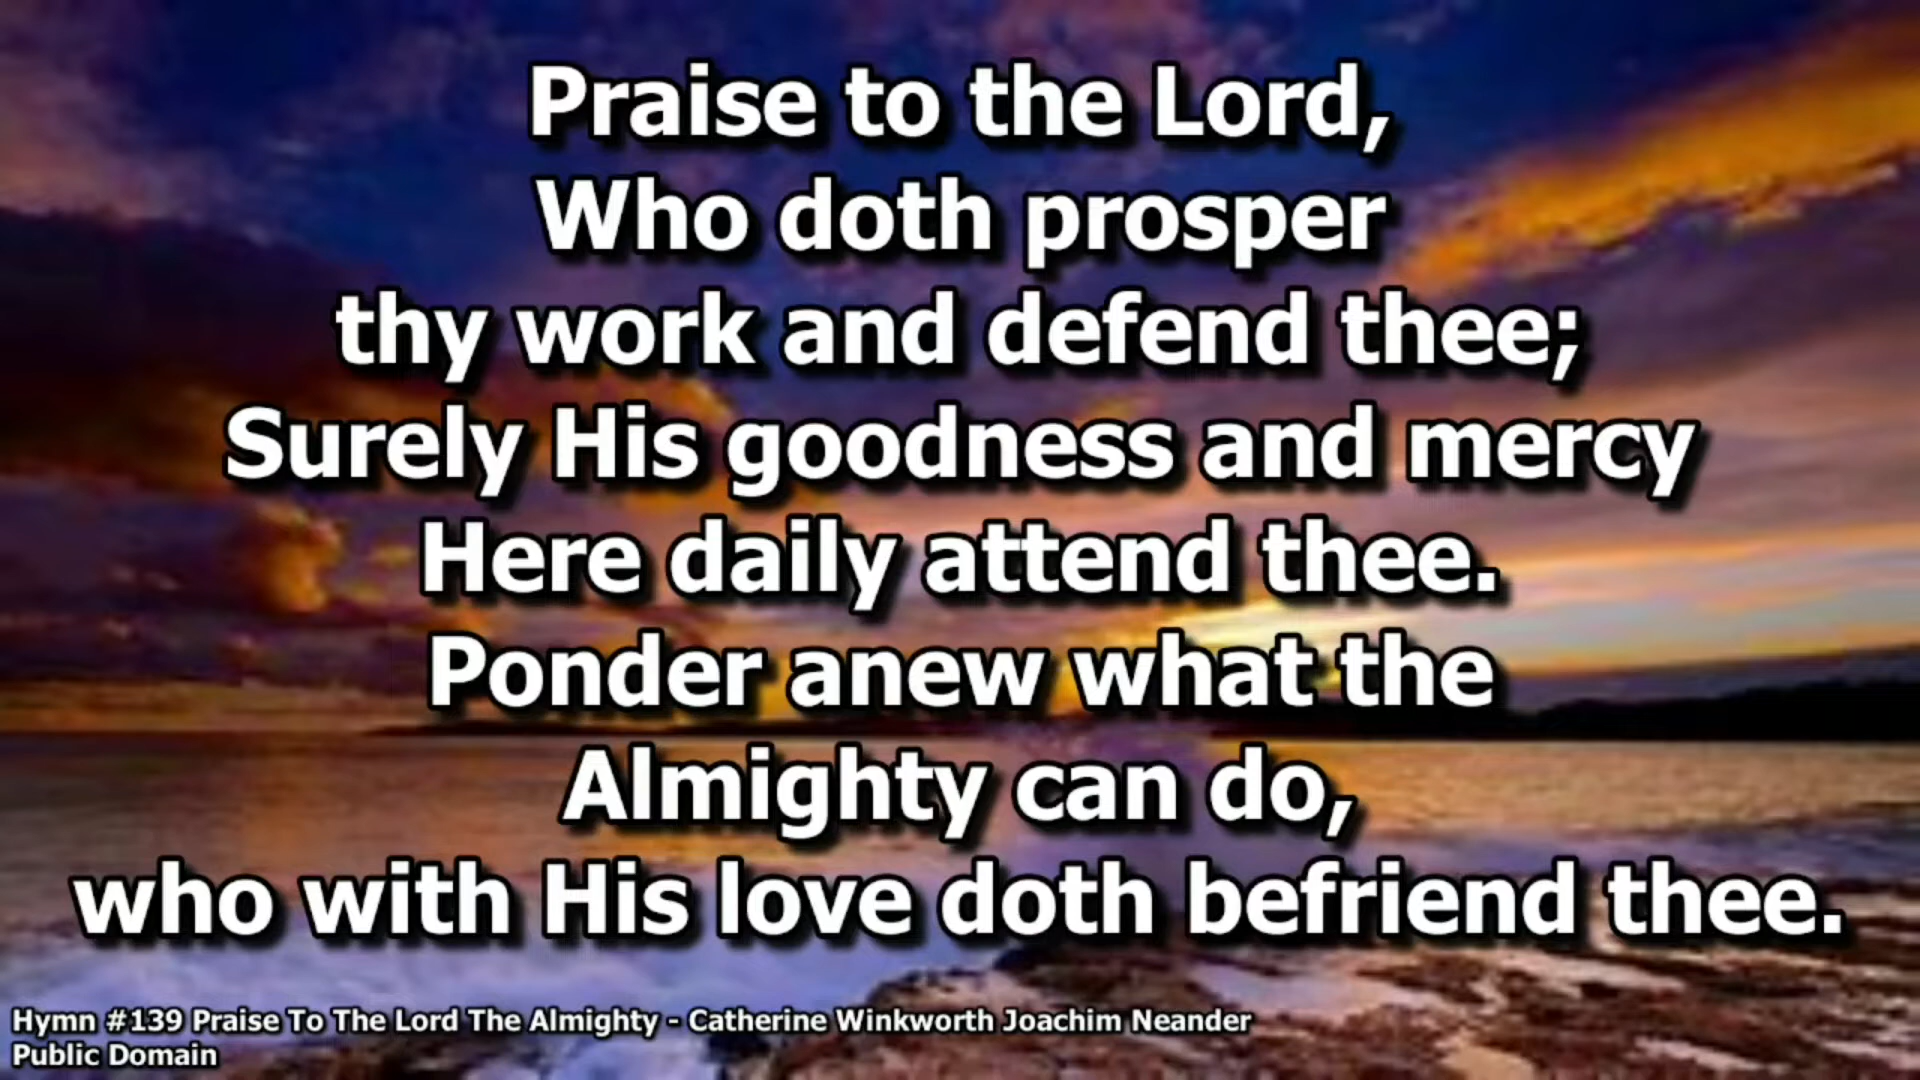 Praise to the Lord,
Who doth prosper
thy work and defend thee;
Surely His goodness and mercy
Here daily attend thee.
Ponder anew what the
Almighty can do,
who with His love doth befriend thee.
Hymn #139 Praise To The Lord The Almighty - Catherine Winkworth Joachim Neander
Public Domain